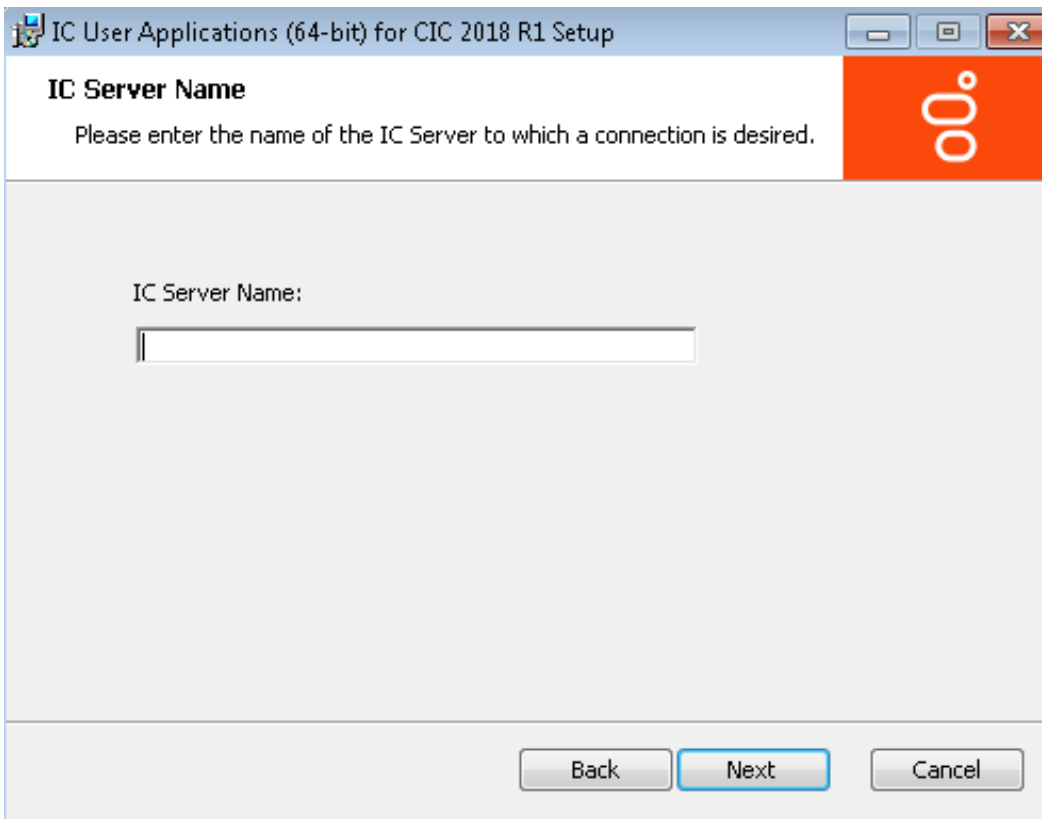 IC User Applications (64-bit) for CIC 2018 R1 Setup
IC Server Name
Please enter the name of the IC Server to which a connection is desired.
IC Server Name:
Back Next Cancel